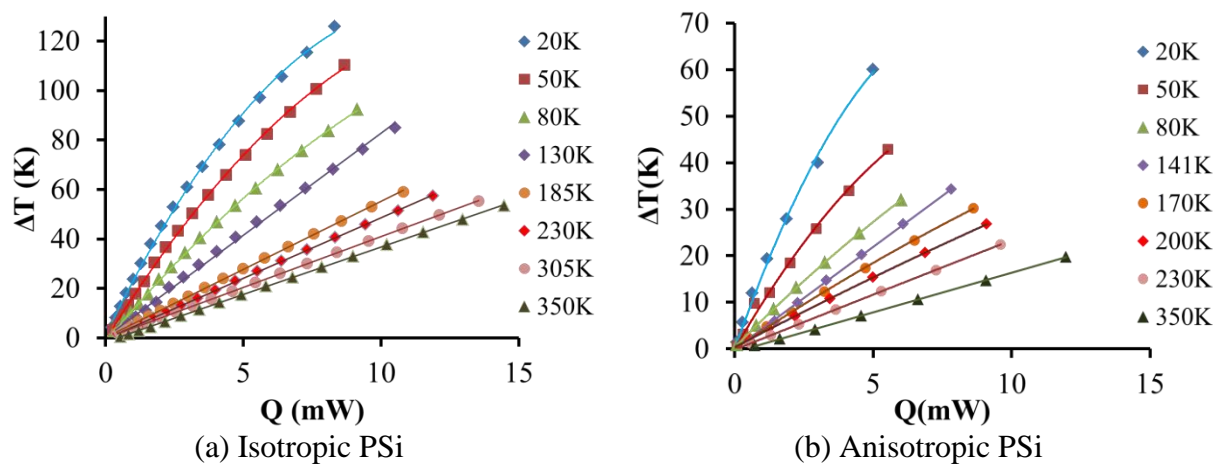 120
100
80
60
40
20
0
ΔT (K)
0 5 10 15
Q (mW)
20K
50K
80K
130K
185K
230K
305K
350K
(a) Isotropic PSi
70
60
50
40
30
20
10
0
ΔT(K)
0 5 10 15
Q(mW)
20K
50K
80K
141K
170K
200K
230K
350K
(b) Anisotropic PSi